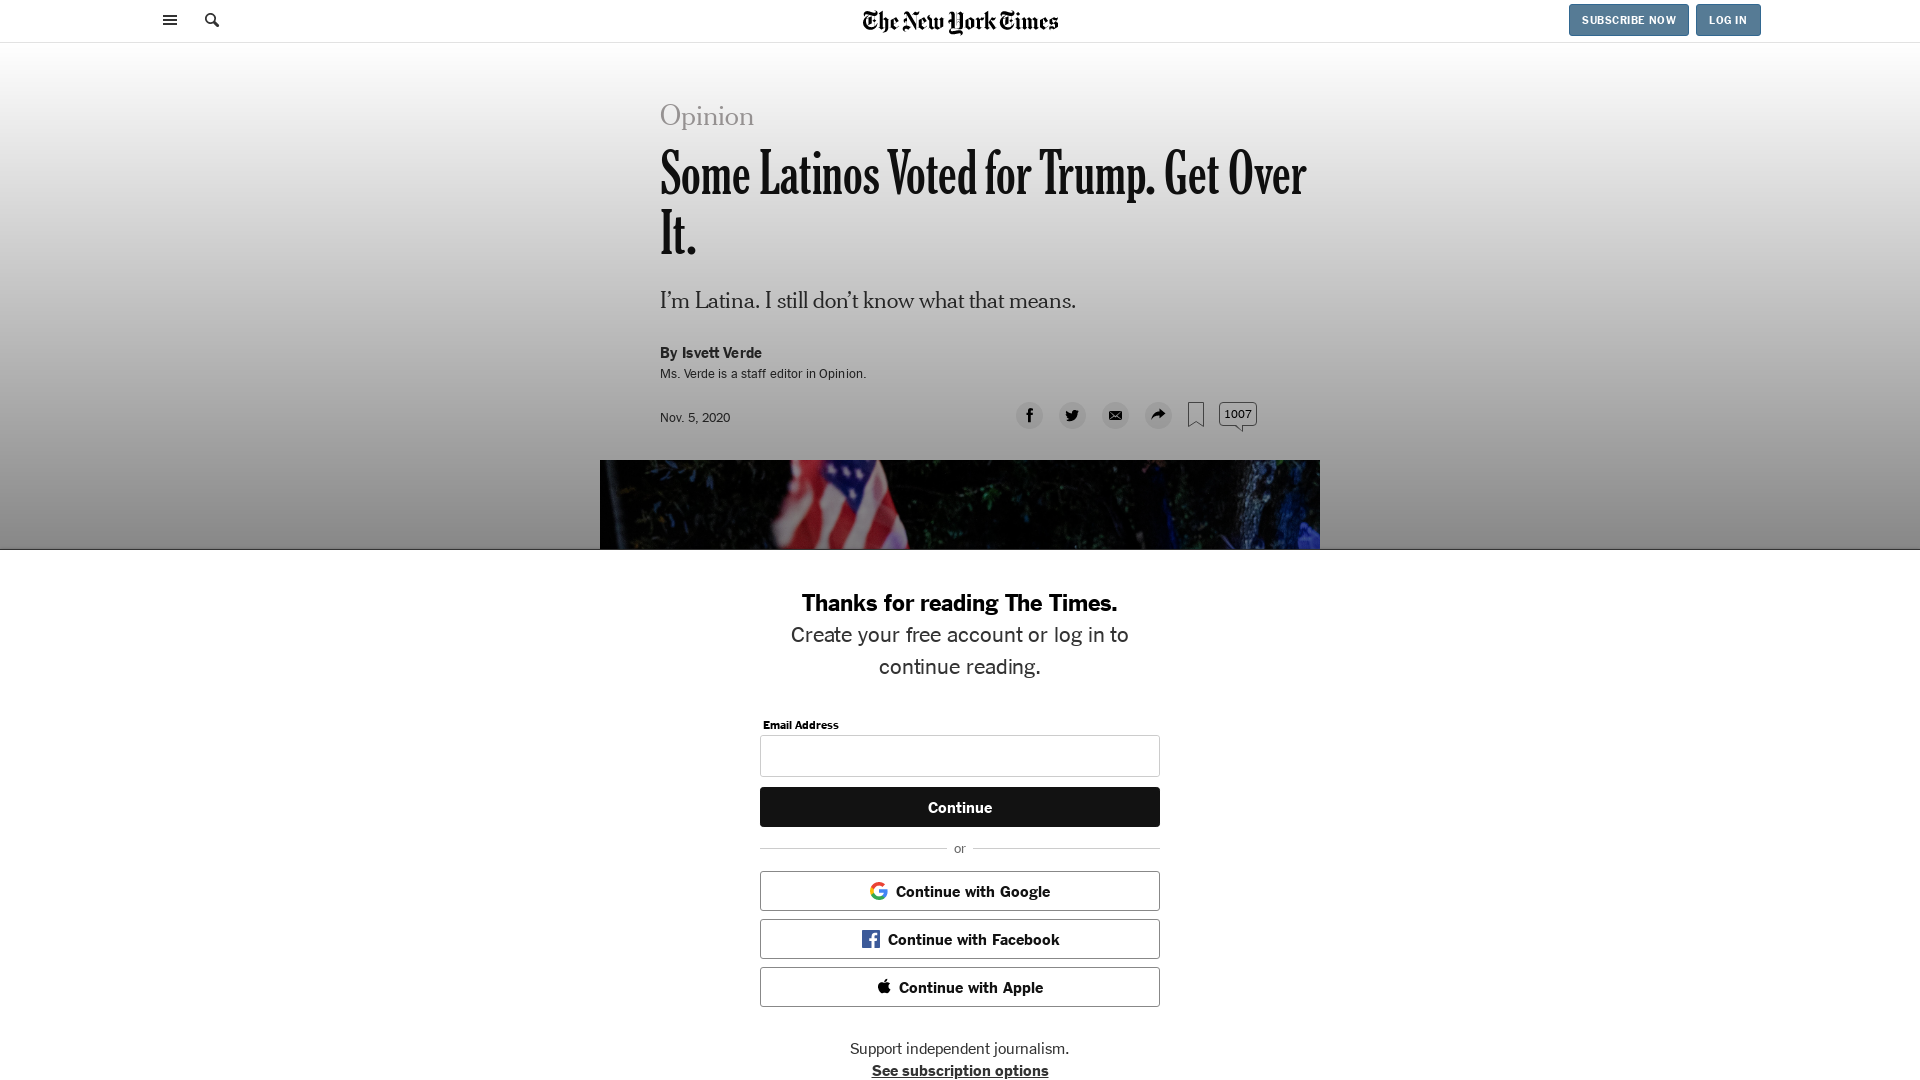 The New York Times
SUBSCRIBE NOW
LOG IN
Opinion
Some Latinos Voted for Trump. Get Over
It.
I’m Latina. I still don’t know what that means.
By Isvett Verde
Ms. Verde is a staff editor in Opinion.
Nov. 5, 2020
1007
Thanks for reading The Times.
Create your free account or log in to
continue reading.
Email Address
Continue
or
Continue with Google
Continue with Facebook
Continue with Apple
Support independent journalism.
See subscription options